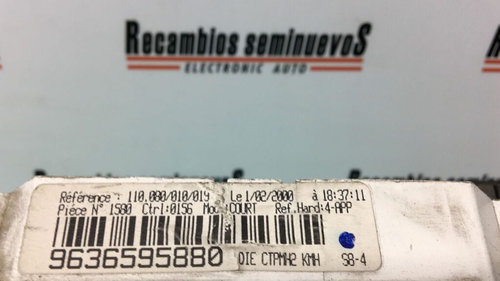 Recambios seminuevoS
ELECTRONIC AUTO
Référence : 110.080/010/019 Le 1/02/2000 à 18:37:11
Pièce N° 1580 Ctrl:0156 Mod COURT Ref.Hard:4-APP
9636595880 DIE CTPMH2 KMH S8-4